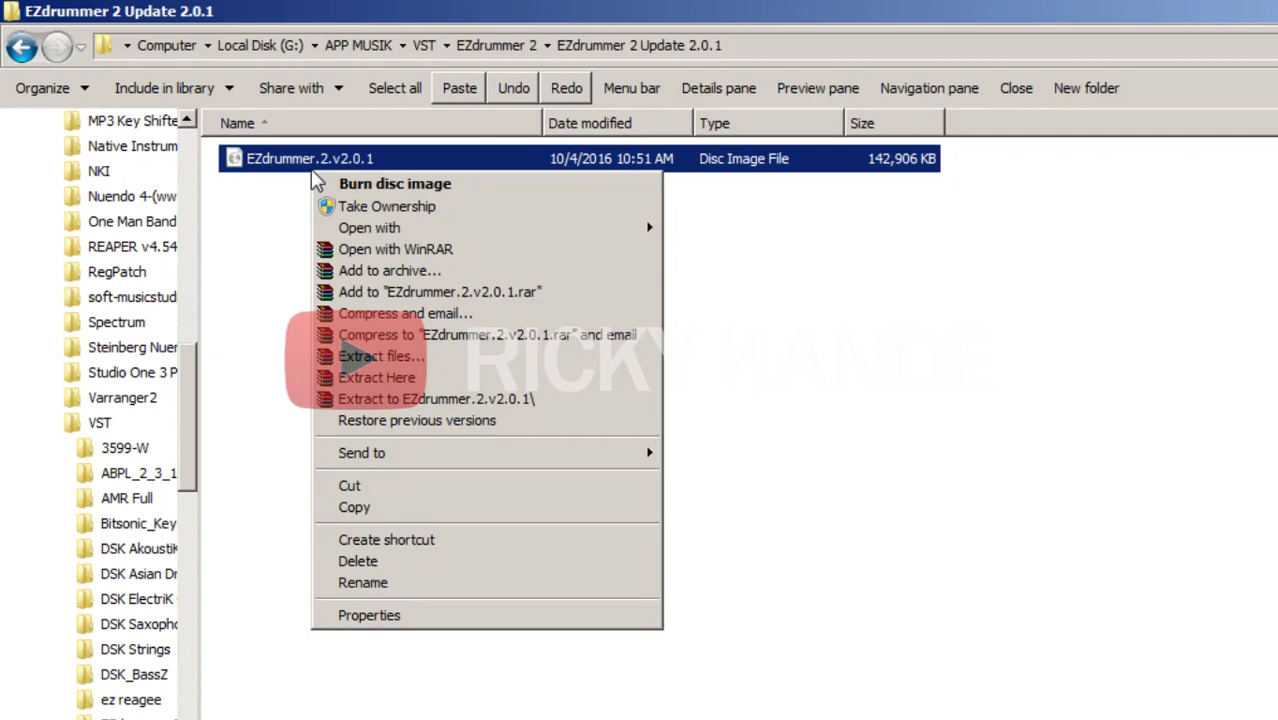 EZdrummer 2 Update 2.0.1
Computer Local Disk (G:) APP MUSIK VST EZdrummer 2 EZdrummer 2 Update 2.0.1
Organize Include in library Share with Select all Paste Undo Redo Menu bar Details pane Preview pane Navigation pane Close New folder
Name Date modified Type Size
EZdrummer.2.v2.0.1 10/4/2016 10:51 AM Disc Image File 142,906 KB
MP3 Key Shifte
Native Instrum
NKI
Nuendo 4-(ww
One Man Band
REAPER v4.54
RegPatch
soft-musicstud
Spectrum
Steinberg Nuer
Studio One 3 P
Varranger2
VST
3599-W
ABPL_2_3_1
AMR Full
Bitsonic_Key
DSK Akoustik
DSK Asian Dr
DSK ElectriK
DSK Saxopho
DSK Strings
DSK_BassZ
ez reagee
Burn disc image
Take Ownership
Open with
Open with WinRAR
Add to archive...
Add to "EZdrummer.2.v2.0.1.rar"
Compress and email...
Compress to "EZdrummer.2.v2.0.1.rar" and email
Extract files...
Extract Here
Extract to EZdrummer.2.v2.0.1\
Restore previous versions
Send to
Cut
Copy
Create shortcut
Delete
Rename
Properties
RICKY HANDE